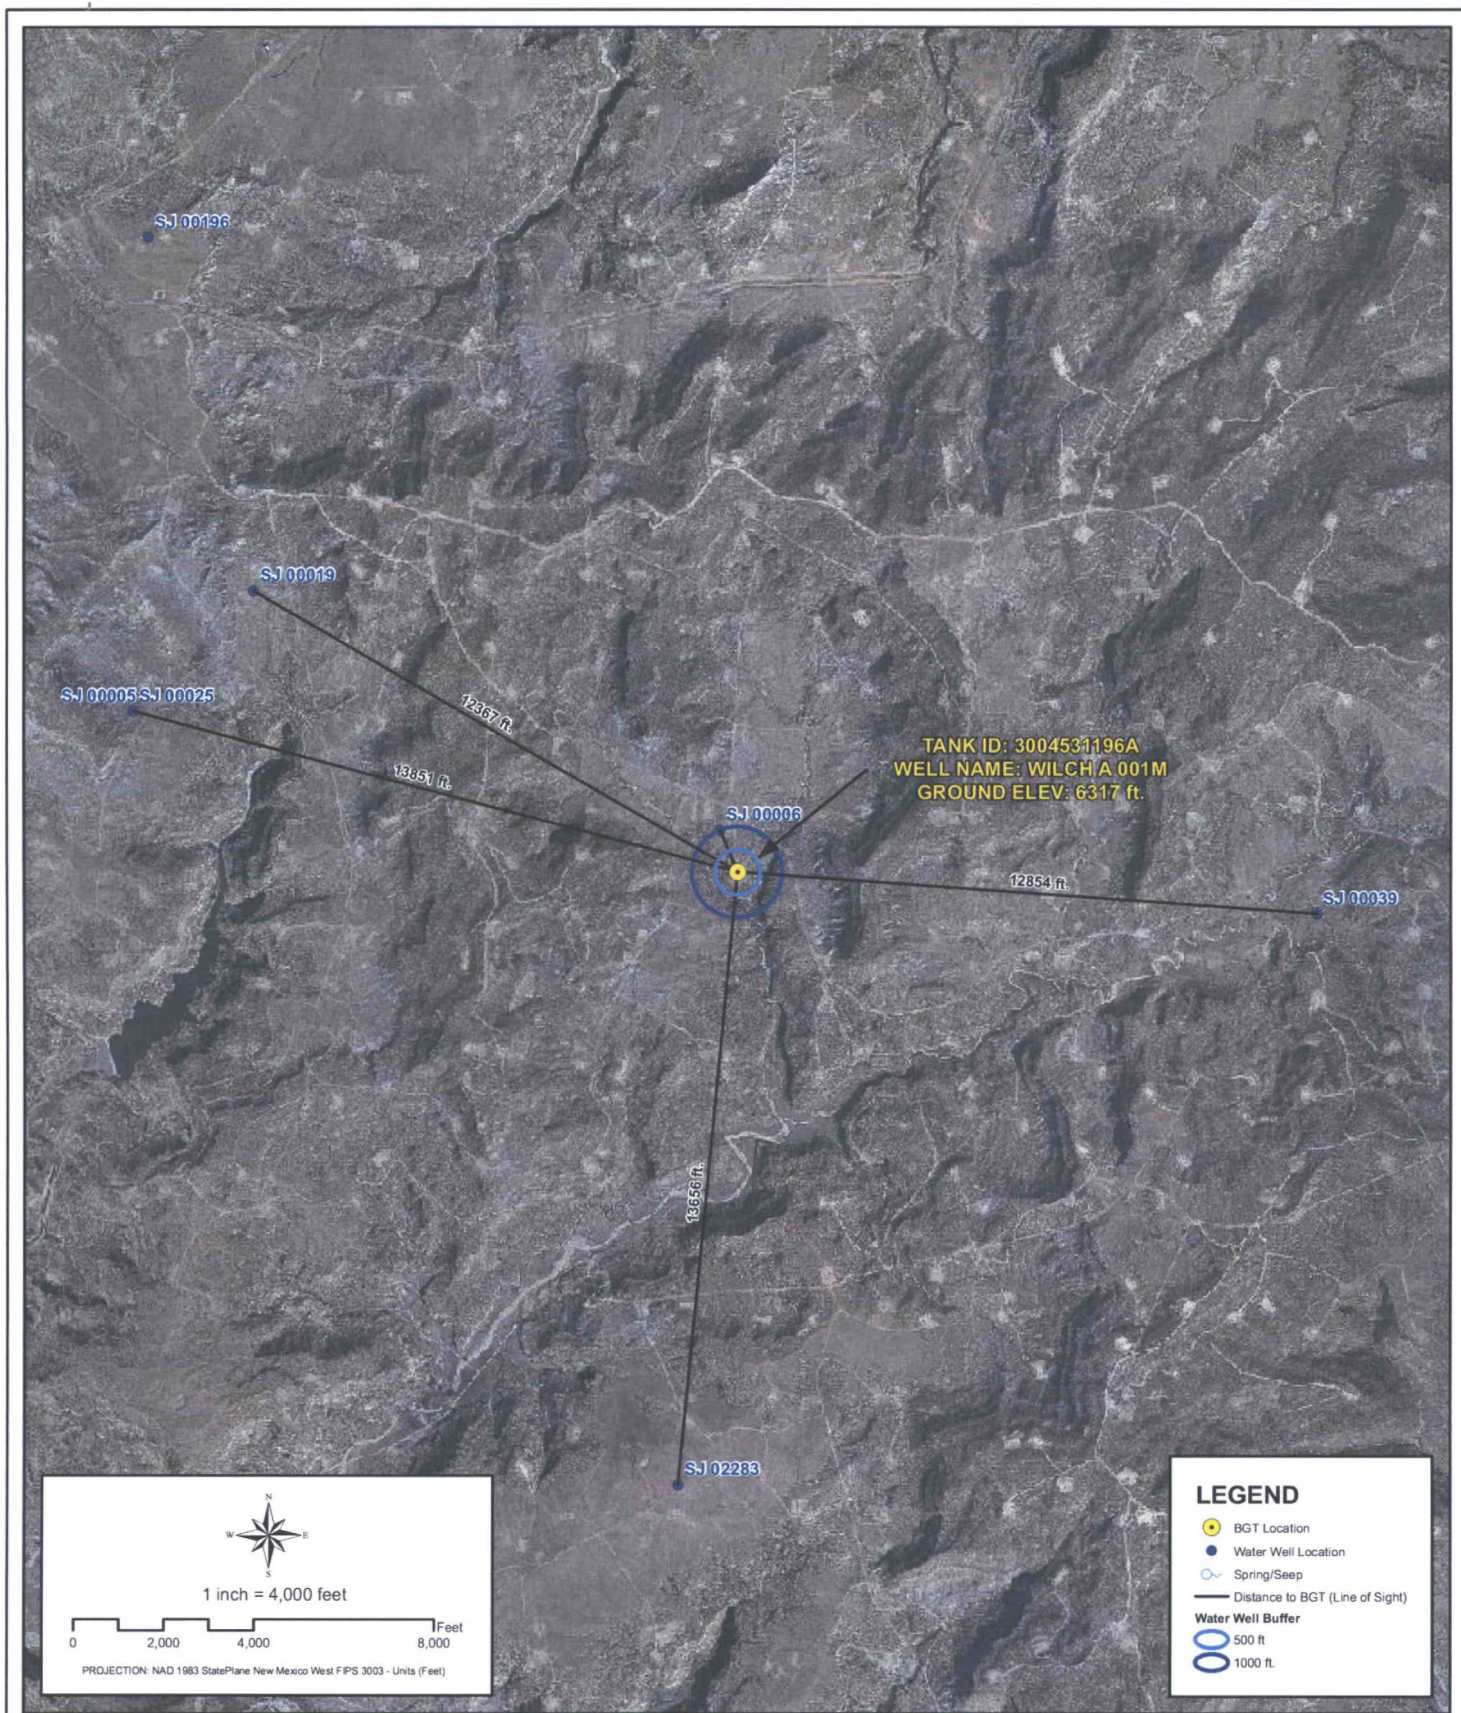 SJ 00196
SJ 00019
SJ 00005 SJ 00025
12367 ft.
13851 ft.
TANK ID: 3004531196A
WELL NAME: WILCH A 001M
GROUND ELEV: 6317 ft.
SJ 00006
12854 ft.
SJ 00039
13656 ft.
SJ 02283
N
W E
S
1 inch = 4,000 feet
Feet
0 2,000 4,000 8,000
PROJECTION: NAD 1983 StatePlane New Mexico West FIPS 3003 - Units (Feet)
LEGEND
BGT Location
Water Well Location
Spring/Seep
Distance to BGT (Line of Sight)
Water Well Buffer
500 ft
1000 ft.